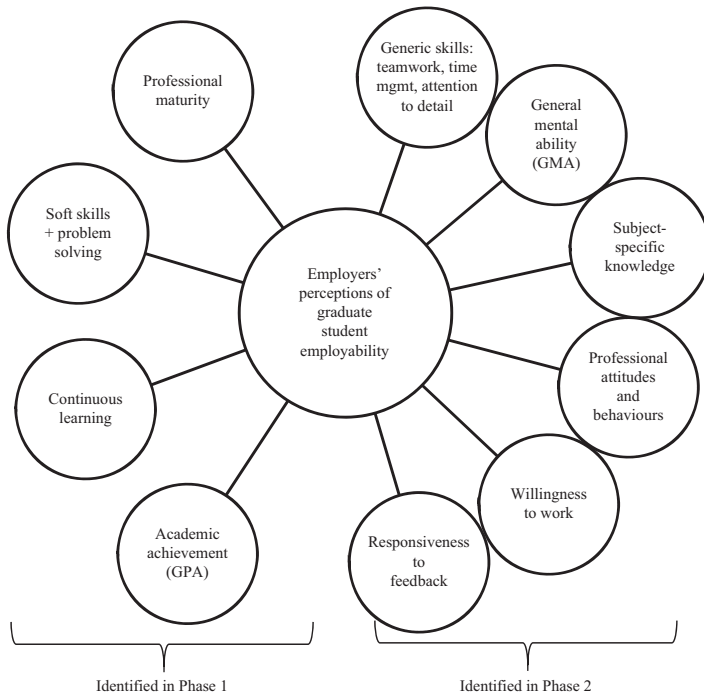 Professional
maturity
Soft skills
+ problem
solving
Continuous
learning
Academic
achievement
(GPA)
Employers’
perceptions of
graduate
student
employability
Generic skills:
teamwork, time
mgmt, attention
to detail
General
mental
ability
(GMA)
Subject-
specific
knowledge
Professional
attitudes
and
behaviours
Willingness
to work
Responsiveness
to
feedback
Identified in Phase 1
Identified in Phase 2